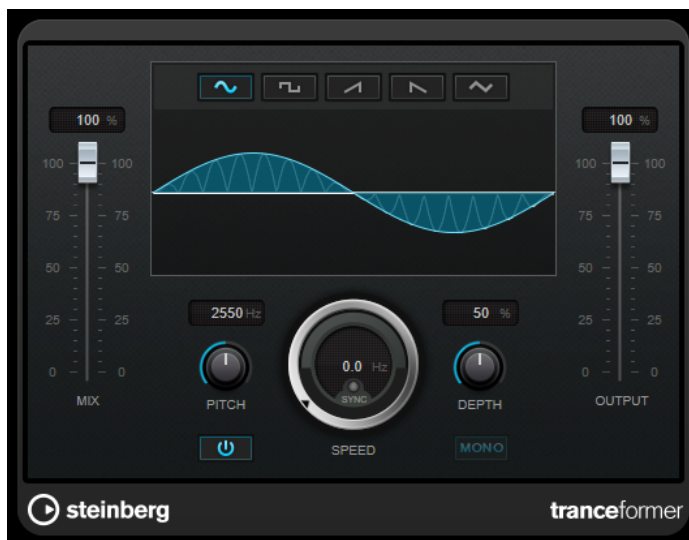 100 %
100 %
100 100
100 100
75 75
75 75
50 50
50 50
2550 Hz
50 %
25 25
25 25
0.0 Hz
0 0
0 0
SYNC
MIX
PITCH
DEPTH
OUTPUT
SPEED
MONO
steinberg
tranceformer